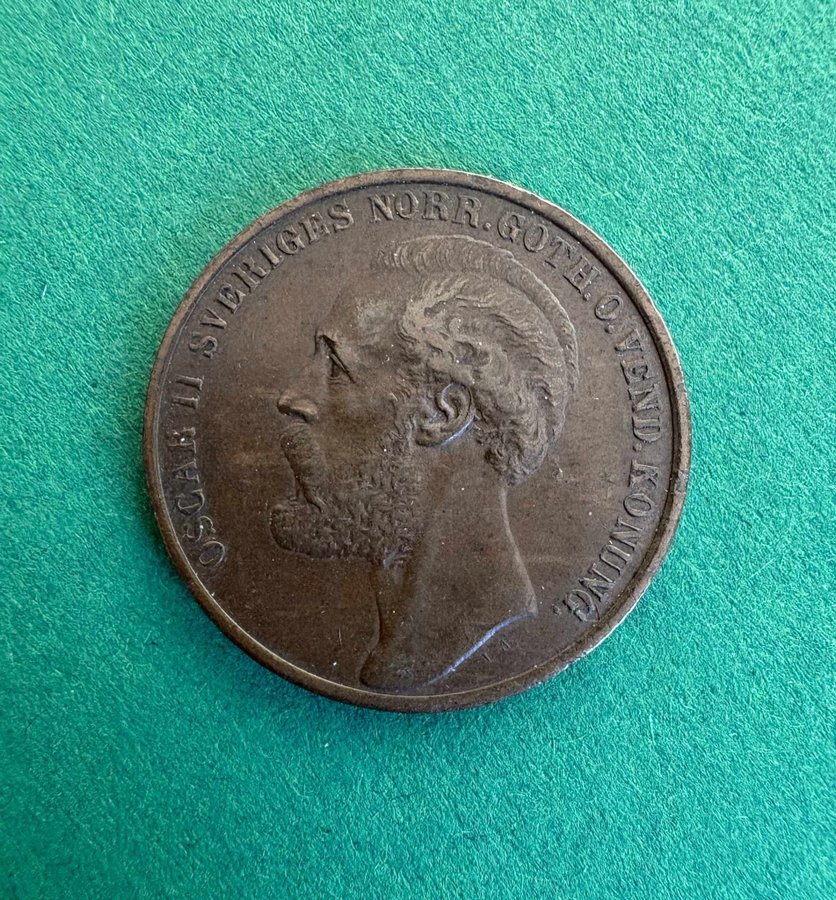 OSCAR II SVERIGES NORR. GOTH. O. VEND. KONUNG.